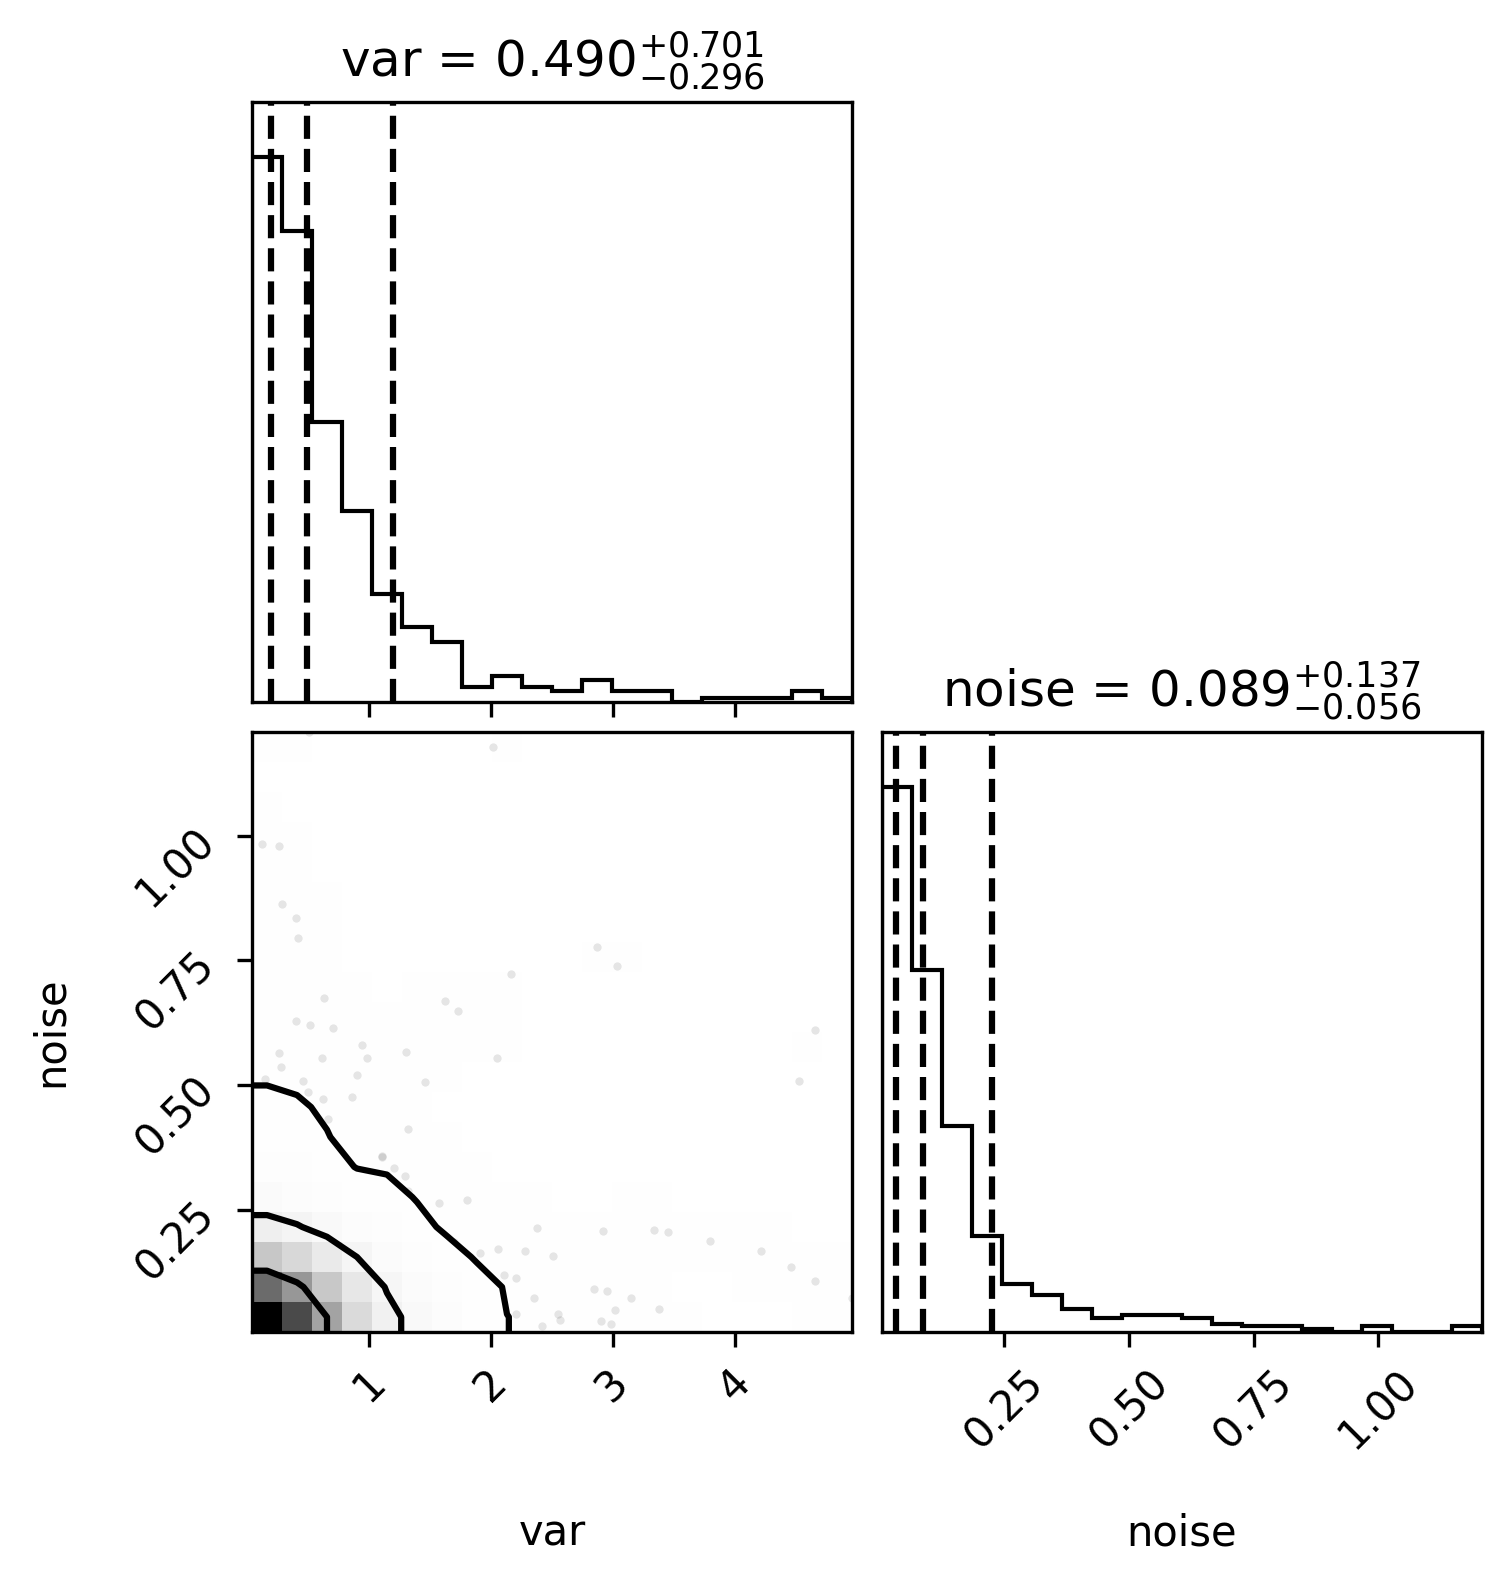 var = 0.490+0.701−0.296
noise = 0.089+0.137−0.056
1.00
0.75
0.50
0.25
noise
1 2 3 4
var
0.25 0.50 0.75 1.00
noise